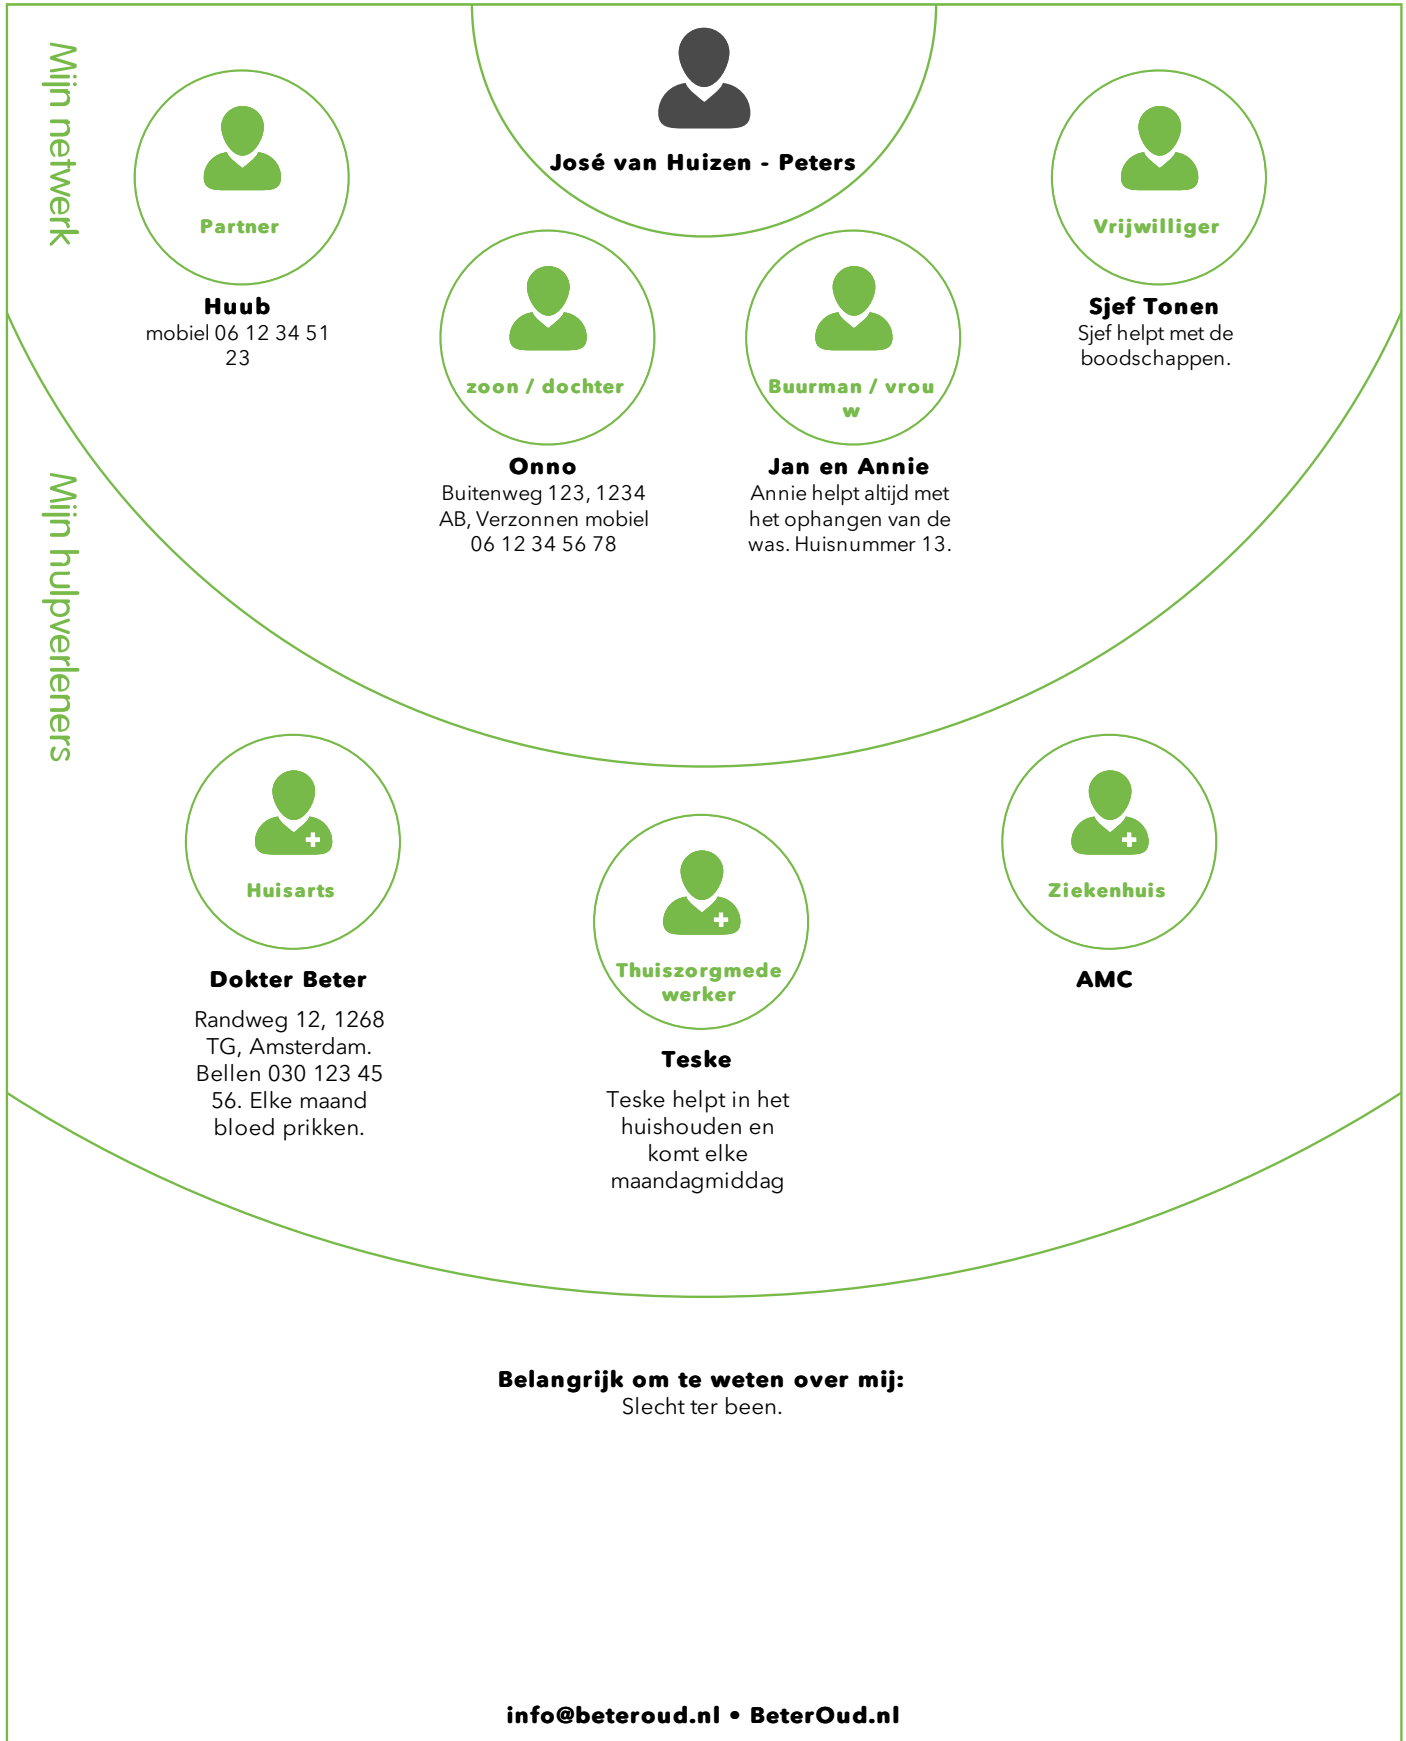 Mijn netwerk
José van Huizen - Peters
Partner
Huub
mobiel 06 12 34 51
23
zoon / dochter
Onno
Buitenweg 123, 1234
AB, Verzonnen mobiel
06 12 34 56 78
Buurman / vrou
w
Jan en Annie
Annie helpt altijd met
het ophangen van de
was. Huisnummer 13.
Vrijwilliger
Sjef Tonen
Sjef helpt met de
boodschappen.
Mijn hulpverleners
Huisarts
Dokter Beter
Randweg 12, 1268
TG, Amsterdam.
Bellen 030 123 45
56. Elke maand
bloed prikken.
Thuiszorgmede
werker
Teske
Teske helpt in het
huishouden en
komt elke
maandagmiddag
Ziekenhuis
AMC
Belangrijk om te weten over mij:
Slecht ter been.
info@beteroud.nl • BeterOud.nl